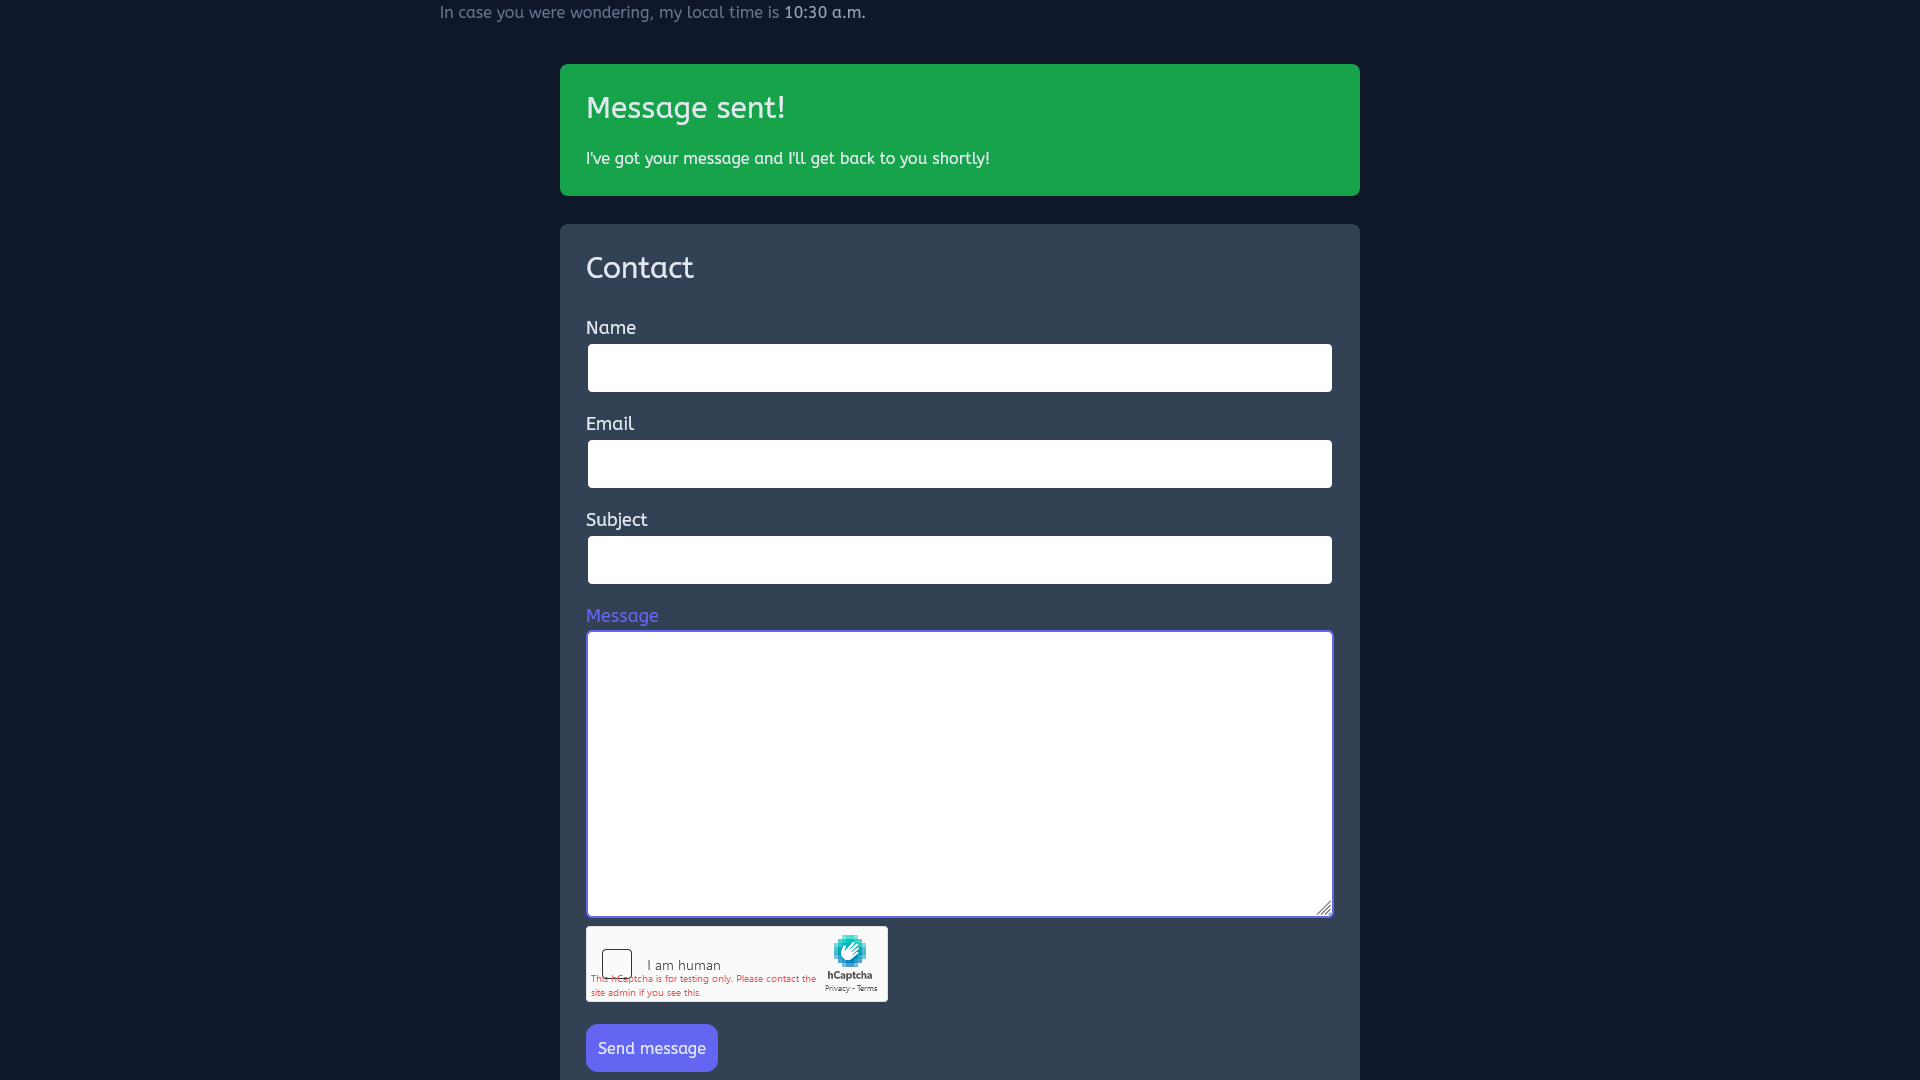 In case you were wondering, my local time is 10:30 a.m.
Message sent!
I've got your message and I'll get back to you shortly!
Contact
Name
Email
Subject
Message
I am human
This hCaptcha is for testing only. Please contact the
site admin if you see this.
hCaptcha
Privacy - Terms
Send message